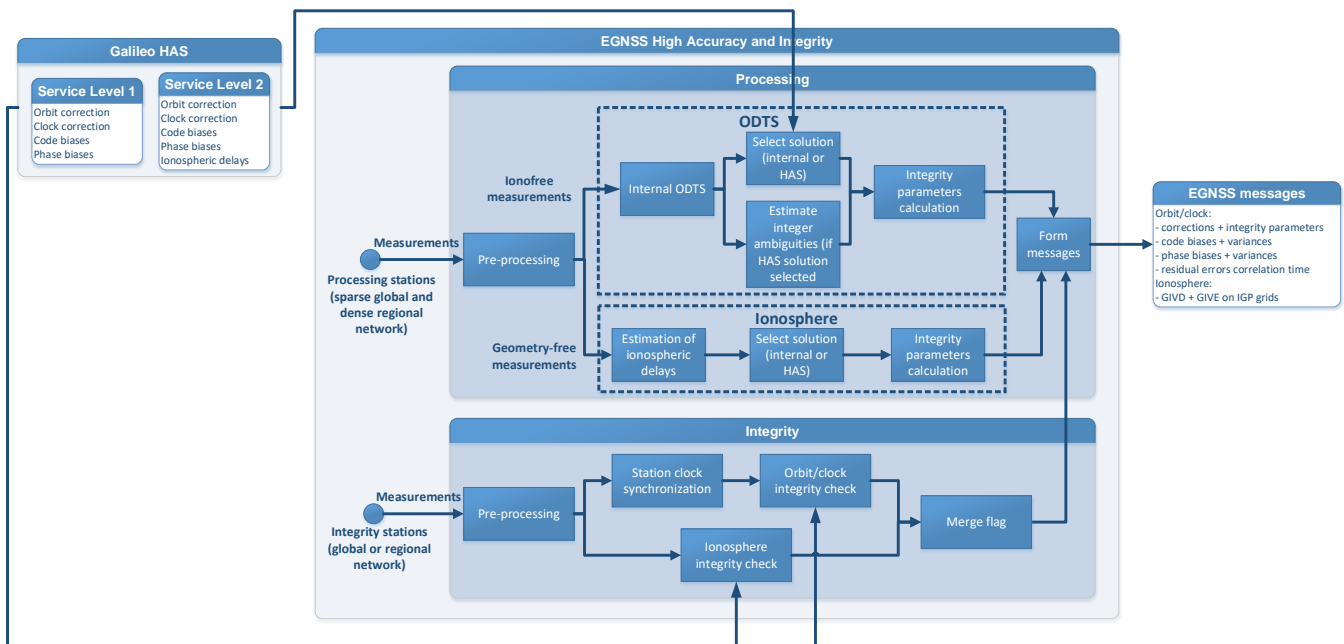 Galileo HAS
Service Level 1
Orbit correction
Clock correction
Code biases
Phase biases
Service Level 2
Orbit correction
Clock correction
Code biases
Phase biases
Ionospheric delays
EGNSS High Accuracy and Integrity
Processing
ODTS
Ionofree
measurements
Internal ODTS
Select solution
(internal or
HAS)
Estimate
integer
ambiguities (if
HAS solution
selected
Integrity
parameters
calculation
Measurements
Processing stations
(sparse global and
dense regional
network)
Pre-processing
Form
messages
Geometry-free
measurements
Ionosphere
Estimation of
ionospheric
delays
Select solution
(internal or
HAS)
Integrity
parameters
calculation
EGNSS messages
Orbit/clock:
- corrections + integrity parameters
- code biases + variances
- phase biases + variances
- residual errors correlation time
Ionosphere:
- GIVD + GIVE on IGP grids
Integrity
Measurements
Integrity stations
(global or regional
network)
Pre-processing
Station clock
synchronization
Orbit/clock
integrity check
Ionosphere
integrity check
Merge flag